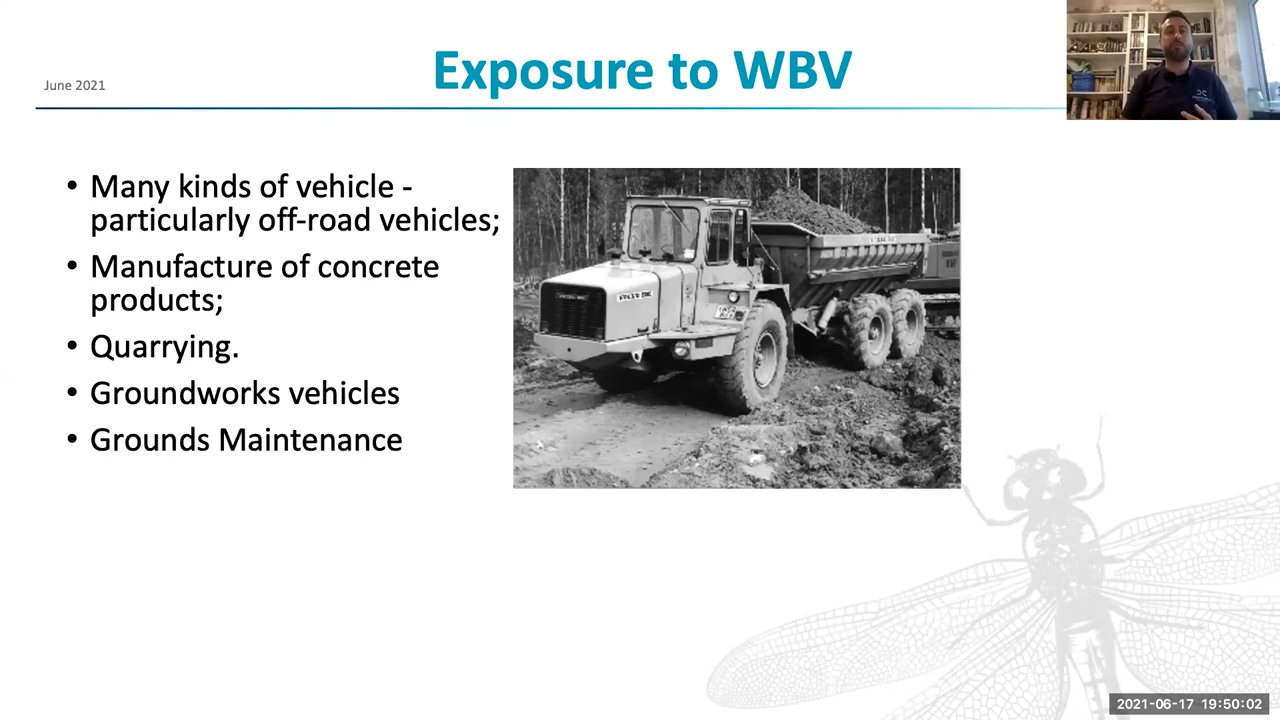 June 2021
Exposure to WBV
• Many kinds of vehicle -
particularly off-road vehicles;
• Manufacture of concrete
products;
• Quarrying.
• Groundworks vehicles
• Grounds Maintenance
2021-06-17 19:50:02